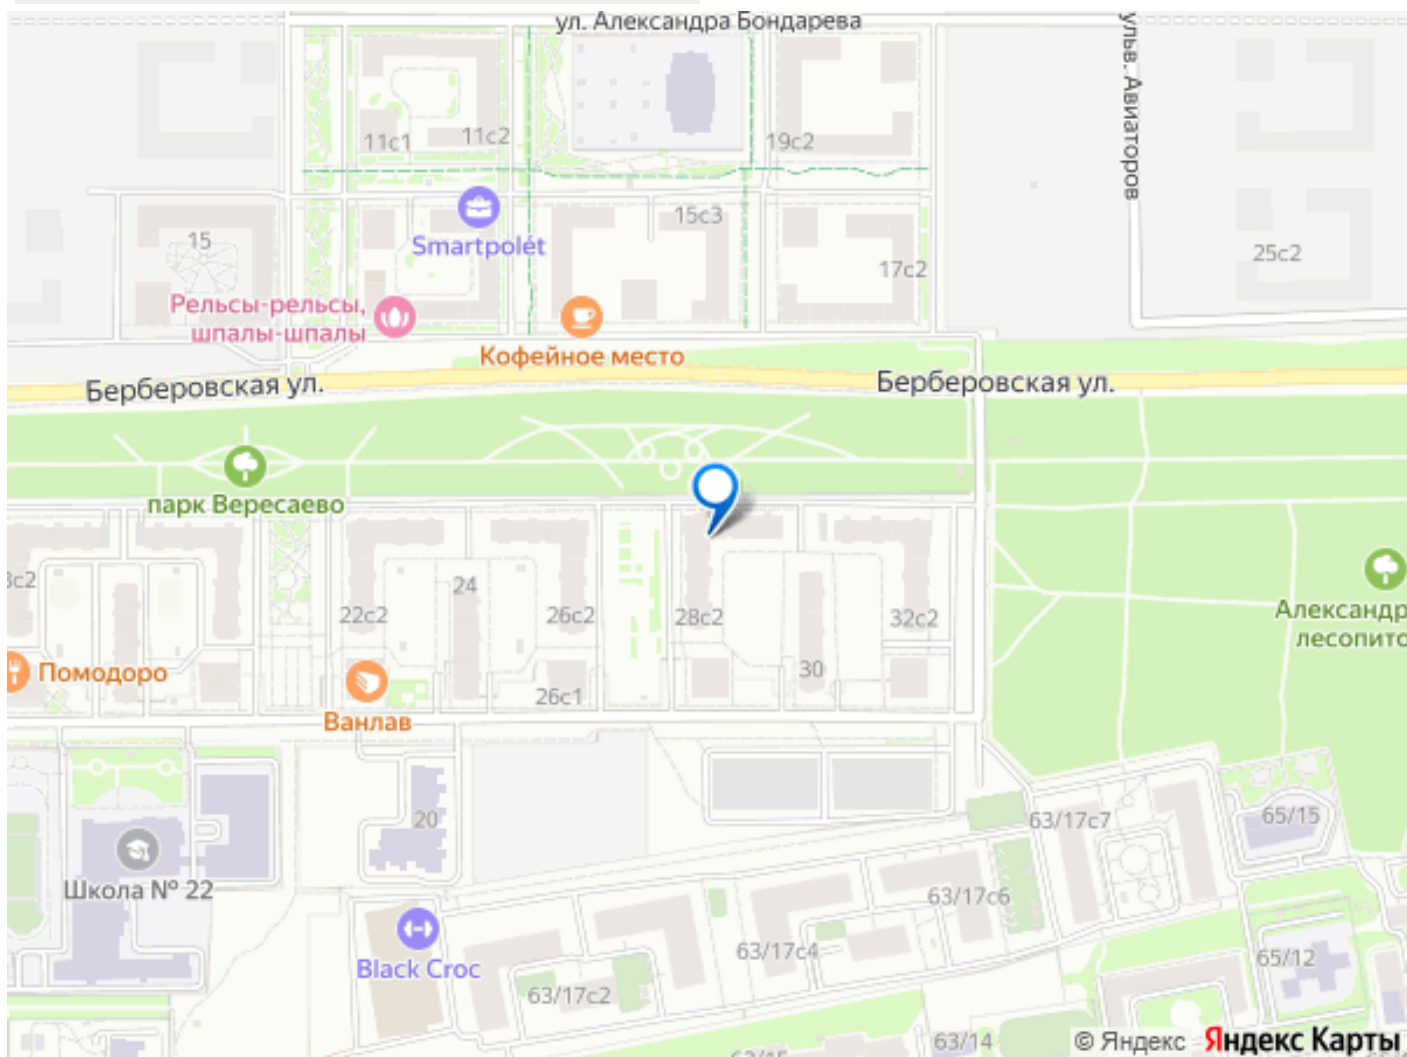 ул. Александра Бондарева
ульв. Авиаторов
11с1
11с2
19с2
15
Smartpolét
15с3
17с2
25с2
Рельсы-рельсы,
шпалы-шпалы
Кофейное место
Берберовская ул.
Берберовская ул.
парк Вересаево
3с2
22с2
24
26с2
28с2
32с2
Александр
лесопито
Помодоро
Ванлав
26с1
30
20
63/17с7
65/15
Школа № 22
63/17с6
Black Croc
63/17с4
63/17с2
65/12
63/14
© Яндекс Яндекс Карты